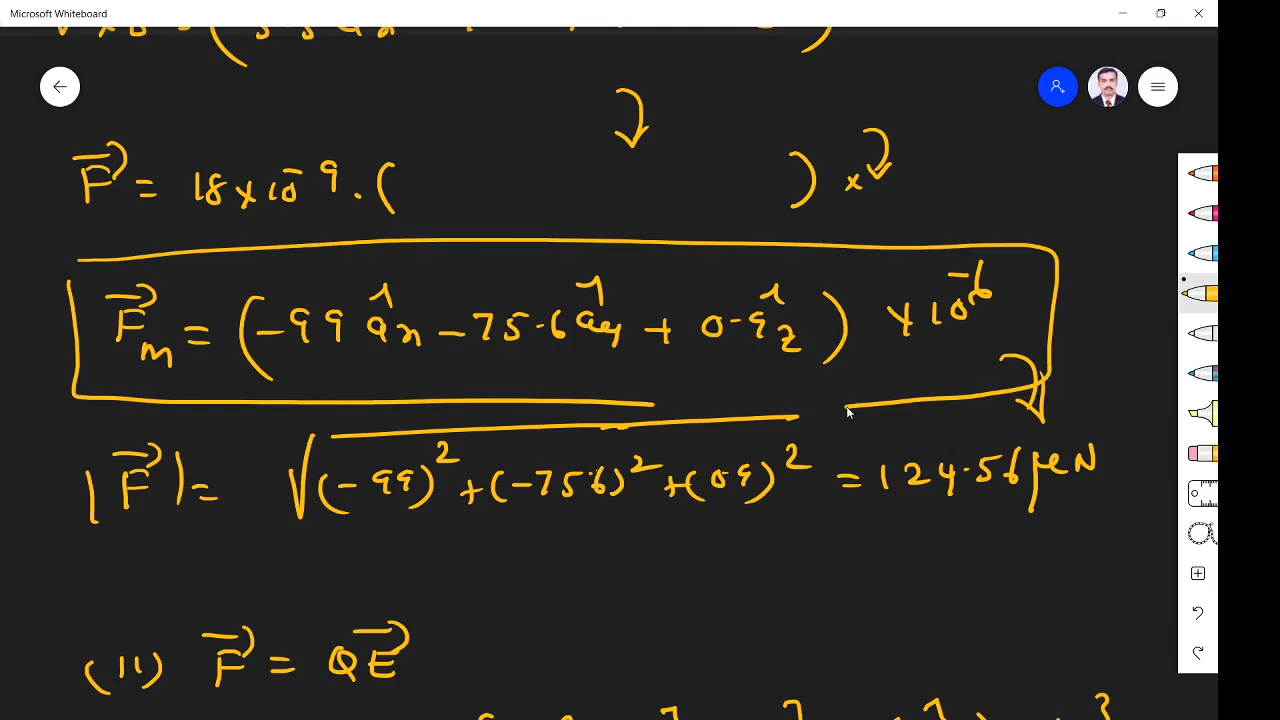 Microsoft Whiteboard
F⃗ = 18 × 10⁻⁹ . ( ) ×
F⃗m = (-99 âx - 75.6 ây + 0.9 âz) × 10⁻⁶
|F⃗| = √((-99)² + (-75.6)² + (0.9)²) = 124.56 μN
(11) F⃗ = QE⃗